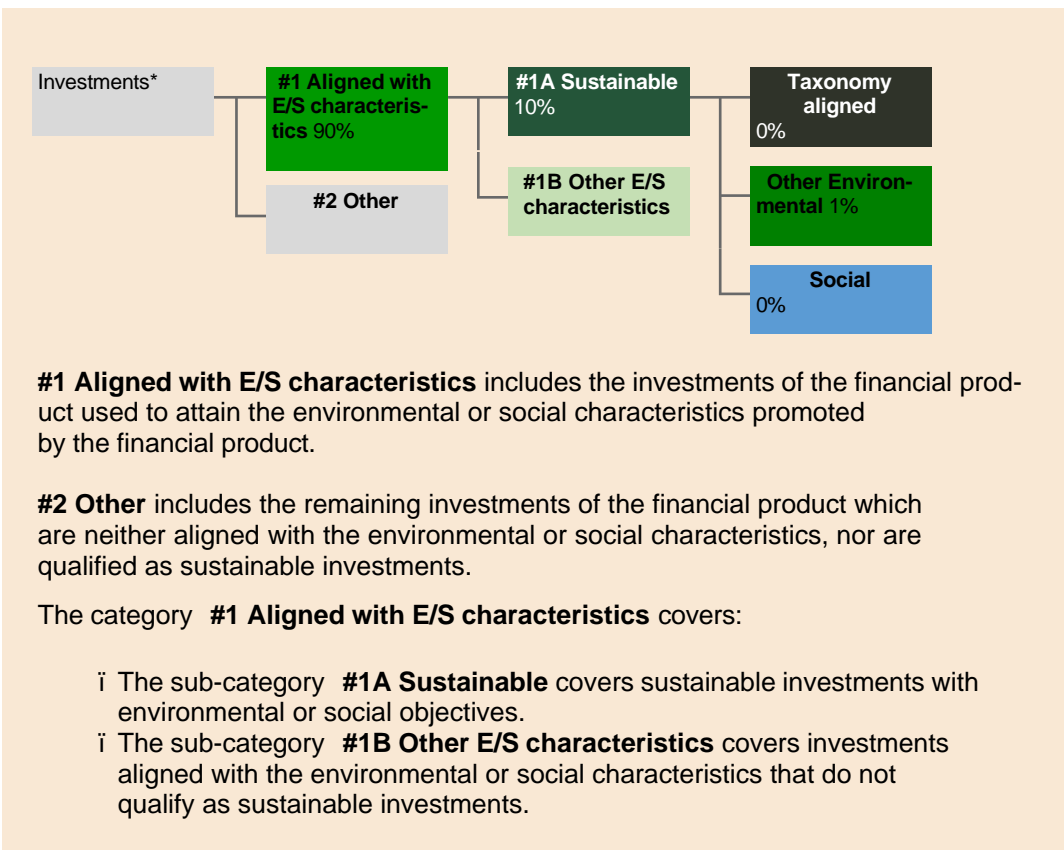 Investments*
#1 Aligned with
E/S characteris-
tics 90%
#2 Other
#1A Sustainable
10%
#1B Other E/S
characteristics
Taxonomy
aligned
0%
Other Environ-
mental 1%
Social
0%
#1 Aligned with E/S characteristics includes the investments of the financial prod-
uct used to attain the environmental or social characteristics promoted
by the financial product.
#2 Other includes the remaining investments of the financial product which
are neither aligned with the environmental or social characteristics, nor are
qualified as sustainable investments.
The category #1 Aligned with E/S characteristics covers:
ï The sub-category #1A Sustainable covers sustainable investments with
environmental or social objectives.
ï The sub-category #1B Other E/S characteristics covers investments
aligned with the environmental or social characteristics that do not
qualify as sustainable investments.